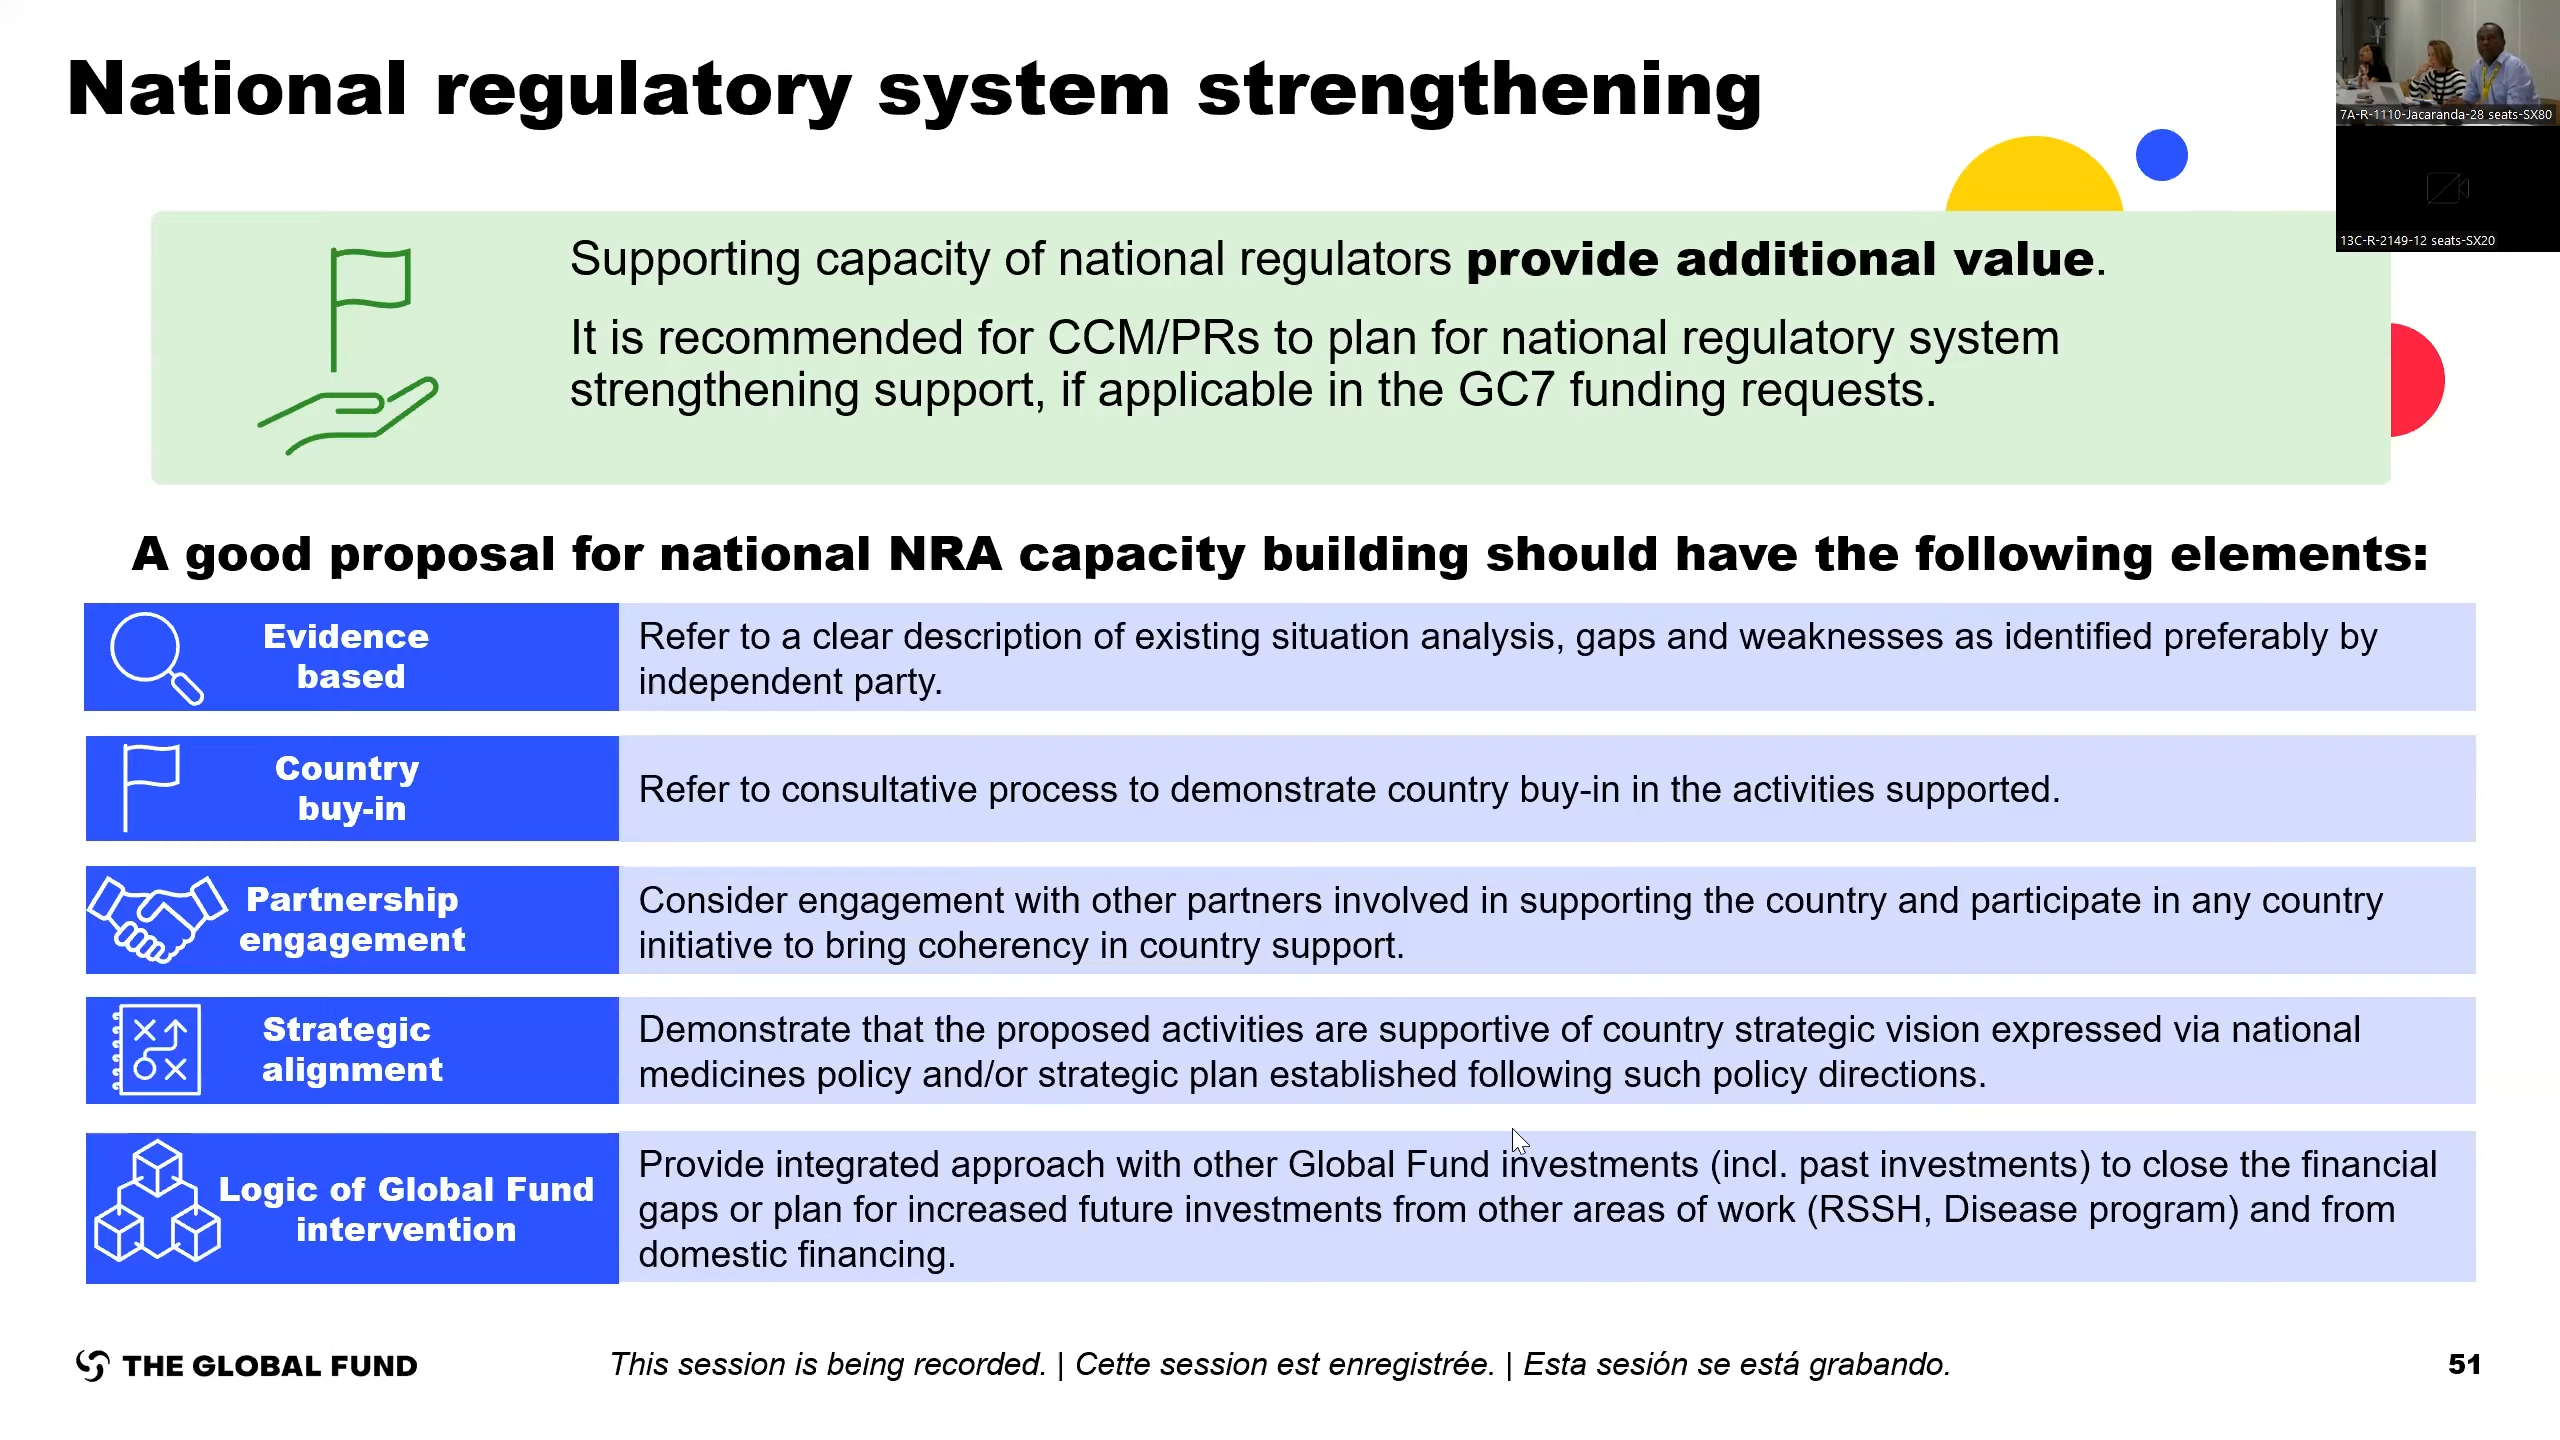 National regulatory system strengthening
7A-R-1110-Jacaranda-28 seats-SX80
13C-R-2149-12 seats-SX20
Supporting capacity of national regulators provide additional value.
It is recommended for CCM/PRs to plan for national regulatory system
strengthening support, if applicable in the GC7 funding requests.
A good proposal for national NRA capacity building should have the following elements:
Evidence
based
Refer to a clear description of existing situation analysis, gaps and weaknesses as identified preferably by
independent party.
Country
buy-in
Refer to consultative process to demonstrate country buy-in in the activities supported.
Partnership
engagement
Consider engagement with other partners involved in supporting the country and participate in any country
initiative to bring coherency in country support.
Strategic
alignment
Demonstrate that the proposed activities are supportive of country strategic vision expressed via national
medicines policy and/or strategic plan established following such policy directions.
Logic of Global Fund
intervention
Provide integrated approach with other Global Fund investments (incl. past investments) to close the financial
gaps or plan for increased future investments from other areas of work (RSSH, Disease program) and from
domestic financing.
THE GLOBAL FUND
This session is being recorded. | Cette session est enregistrée. | Esta sesión se está grabando.
51